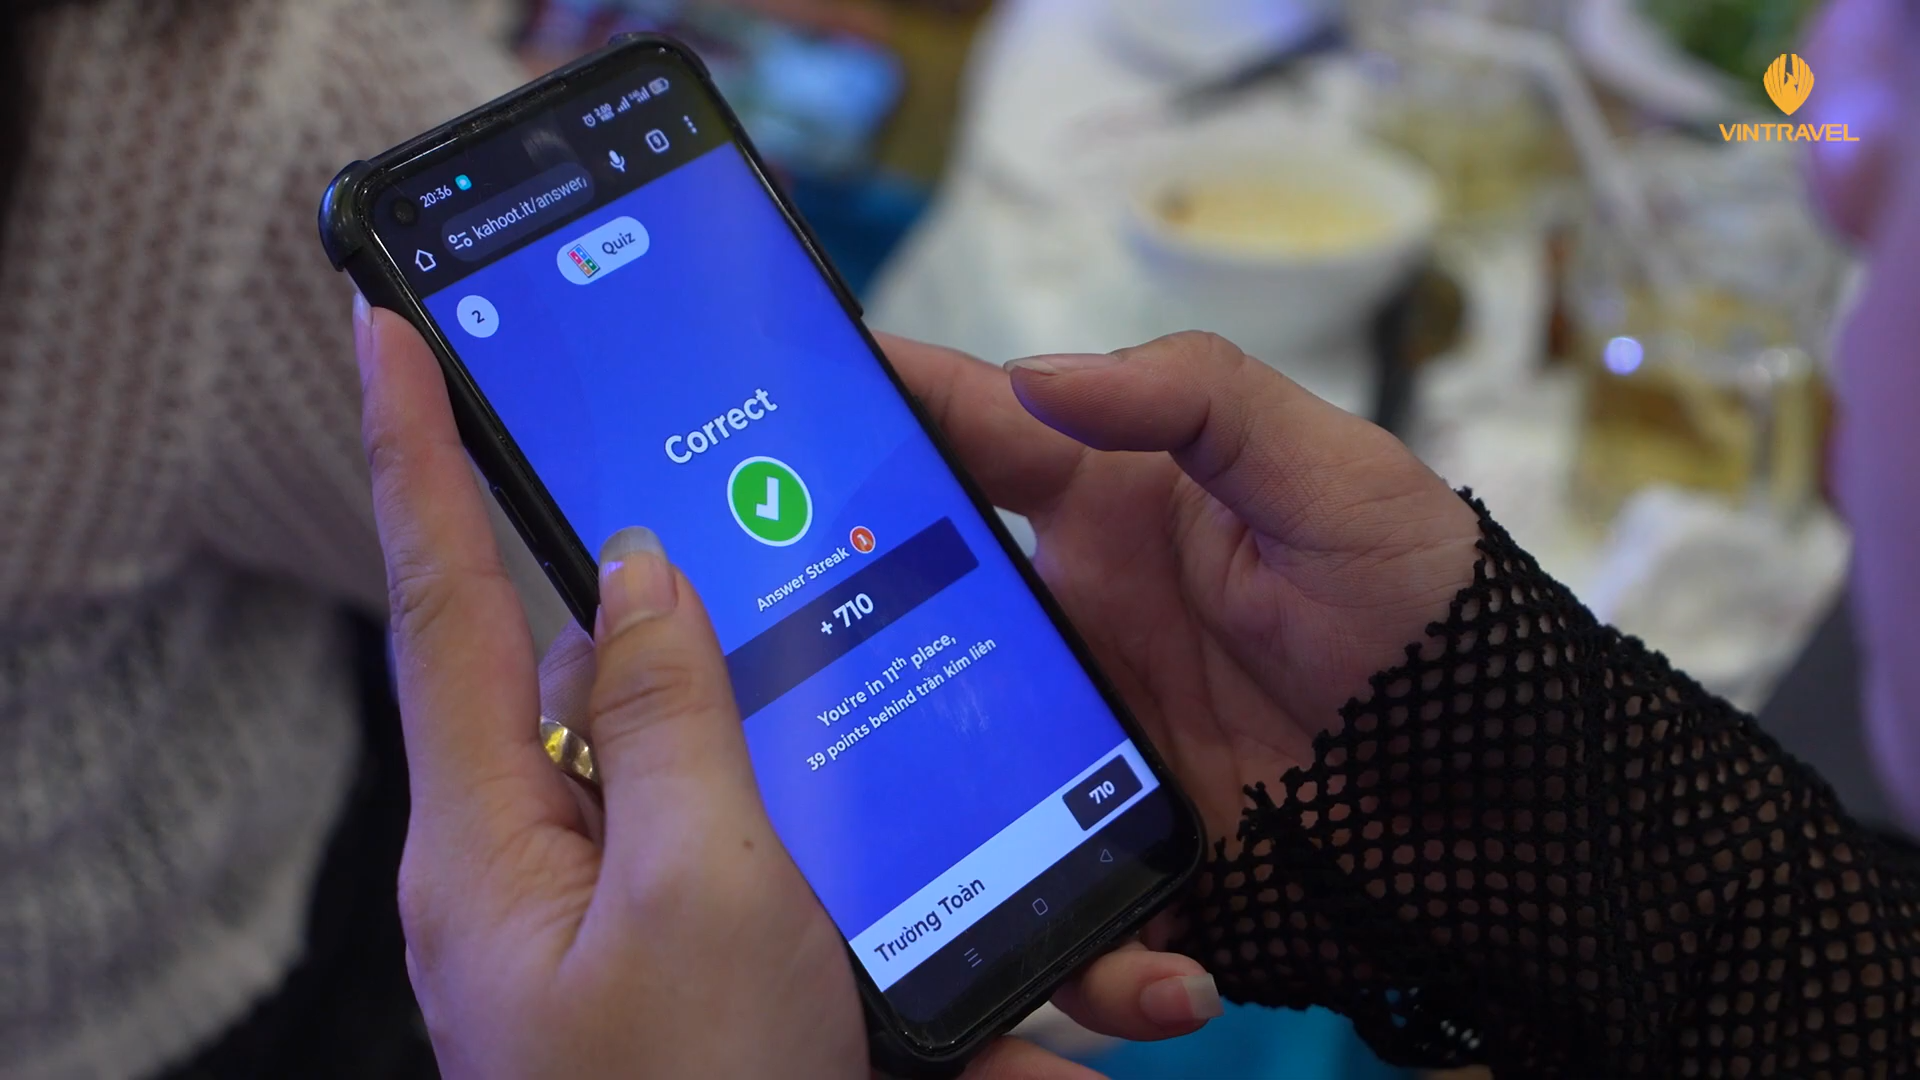 VINTRAVEL
20:36
kahoot.it/answer/
9
2
Quiz
Correct
Answer Streak 1
+ 710
You're in 11th place,
39 points behind trần kim liên
Trường Toàn
710